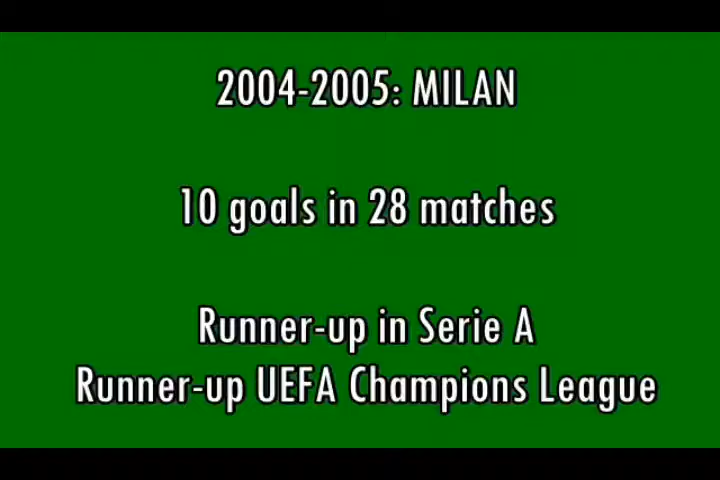 2004-2005: MILAN
10 goals in 28 matches
Runner-up in Serie A
Runner-up UEFA Champions League